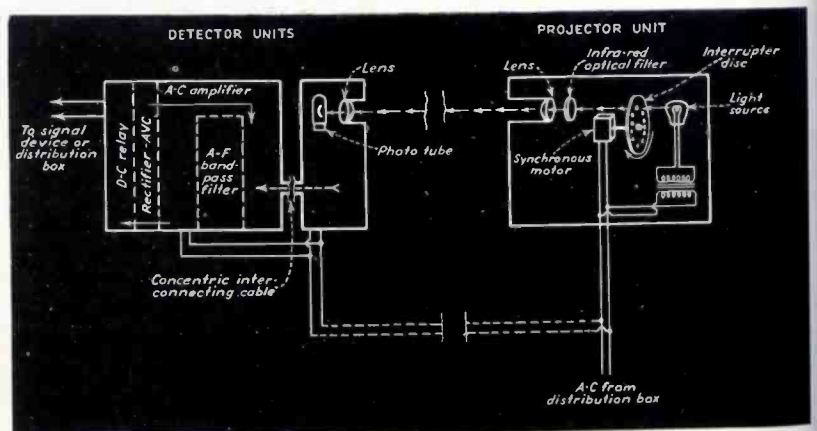 DETECTOR UNITS
PROJECTOR UNIT
Lens
Lens
Infra-red
optical filter
Interrupter
disc
A-C amplifier
Light
source
To signal
device or
distribution
box
D-C relay
Rectifier-AVC
A-F
band-
pass
filter
Photo tube
Synchronous
motor
Concentric inter-
connecting cable
A-C from
distribution box